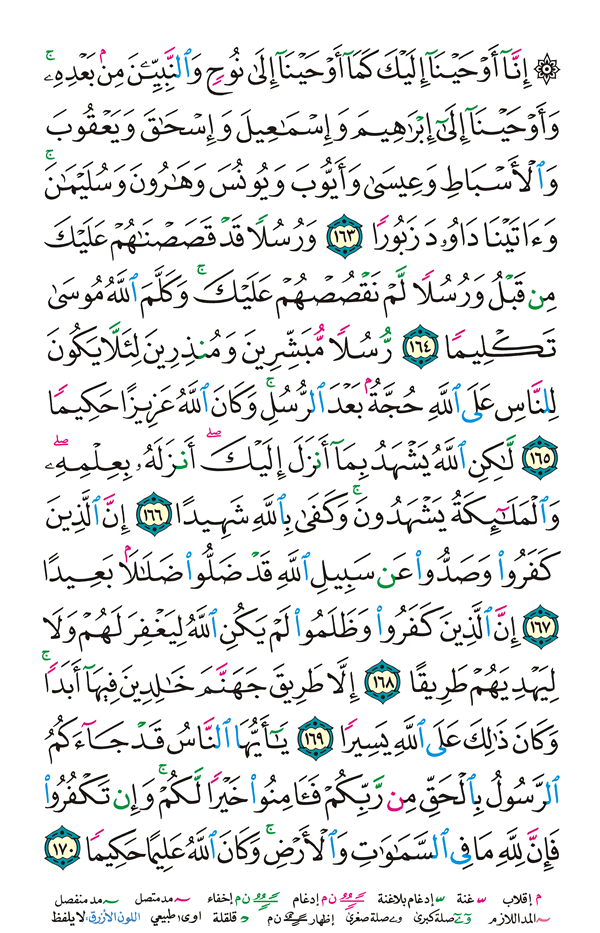 ۞ إِنَّآ أَوْحَيْنَآ إِلَيْكَ كَمَآ أَوْحَيْنَآ إِلَىٰ نُوحٍ وَٱلنَّبِيِّـۧنَ مِنۢ بَعْدِهِۦۚ
وَأَوْحَيْنَآ إِلَىٰٓ إِبْرَٰهِيمَ وَإِسْمَـٰعِيلَ وَإِسْحَـٰقَ وَيَعْقُوبَ
وَٱلْأَسْبَاطِ وَعِيسَىٰ وَأَيُّوبَ وَيُونُسَ وَهَـٰرُونَ وَسُلَيْمَـٰنَۚ
وَءَاتَيْنَا دَاوُۥدَ زَبُورًا ١٦٣ وَرُسُلًا قَدْ قَصَصْنَـٰهُمْ عَلَيْكَ
مِن قَبْلُ وَرُسُلًا لَّمْ نَقْصُصْهُمْ عَلَيْكَۚ وَكَلَّمَ ٱللَّهُ مُوسَىٰ
تَكْلِيمًا ١٦٤ رُّسُلًا مُّبَشِّرِينَ وَمُنذِرِينَ لِئَلَّا يَكُونَ
لِلنَّاسِ عَلَى ٱللَّهِ حُجَّةٌۢ بَعْدَ ٱلرُّسُلِۚ وَكَانَ ٱللَّهُ عَزِيزًا حَكِيمًا
١٦٥ لَّـٰكِنِ ٱللَّهُ يَشْهَدُ بِمَآ أَنزَلَ إِلَيْكَۖ أَنزَلَهُۥ بِعِلْمِهِۦۖ
وَٱلْمَلَـٰٓئِكَةُ يَشْهَدُونَۚ وَكَفَىٰ بِٱللَّهِ شَهِيدًا ١٦٦ إِنَّ ٱلَّذِينَ
كَفَرُوا۟ وَصَدُّوا۟ عَن سَبِيلِ ٱللَّهِ قَدْ ضَلُّوا۟ ضَلَـٰلًۢا بَعِيدًا
١٦٧ إِنَّ ٱلَّذِينَ كَفَرُوا۟ وَظَلَمُوا۟ لَمْ يَكُنِ ٱللَّهُ لِيَغْفِرَ لَهُمْ وَلَا
لِيَهْدِيَهُمْ طَرِيقًا ١٦٨ إِلَّا طَرِيقَ جَهَنَّمَ خَـٰلِدِينَ فِيهَآ أَبَدًاۚ
وَكَانَ ذَٰلِكَ عَلَى ٱللَّهِ يَسِيرًا ١٦٩ يَـٰٓأَيُّهَا ٱلنَّاسُ قَدْ جَآءَكُمُ
ٱلرَّسُولُ بِٱلْحَقِّ مِن رَّبِّكُمْ فَـَٔامِنُوا۟ خَيْرًا لَّكُمْۚ وَإِن تَكْفُرُوا۟
فَإِنَّ لِلَّهِ مَا فِى ٱلسَّمَـٰوَٰتِ وَٱلْأَرْضِۚ وَكَانَ ٱللَّهُ عَلِيمًا حَكِيمًا ١٧٠
م إقلاب غنة إدغام بلاغنة ن م إدغام ن م إخفاء مد متصل مد منفصل
المد اللازم صلة كبرى صلة صغرى إظهار ن م قلقلة اوى طبيعي اللون الأزرق: لا يلفظ